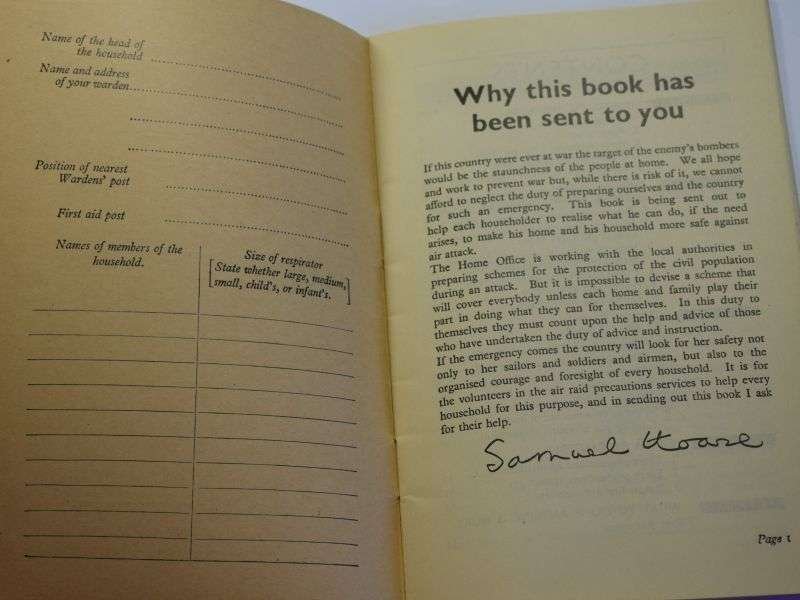 Name of the head of
the household
Name and address
of your warden
Position of nearest
Wardens' post
First aid post
Names of members of the
household.
Size of respirator
[State whether large, medium,
small, child's, or infant's.]
Why this book has
been sent to you
If this country were ever at war the target of the enemy's bombers
would be the staunchness of the people at home. We all hope
and work to prevent war but, while there is risk of it, we cannot
afford to neglect the duty of preparing ourselves and the country
for such an emergency. This book is being sent out to
help each householder to realise what he can do, if the need
arises, to make his home and his household more safe against
air attack.
The Home Office is working with the local authorities in
preparing schemes for the protection of the civil population
during an attack. But it is impossible to devise a scheme that
will cover everybody unless each home and family play their
part in doing what they can for themselves. In this duty to
themselves they must count upon the help and advice of those
who have undertaken the duty of advice and instruction.
If the emergency comes the country will look for her safety not
only to her sailors and soldiers and airmen, but also to the
organised courage and foresight of every household. It is for
the volunteers in the air raid precautions services to help every
household for this purpose, and in sending out this book I ask
for their help.
Samuel Hoare
Page 1